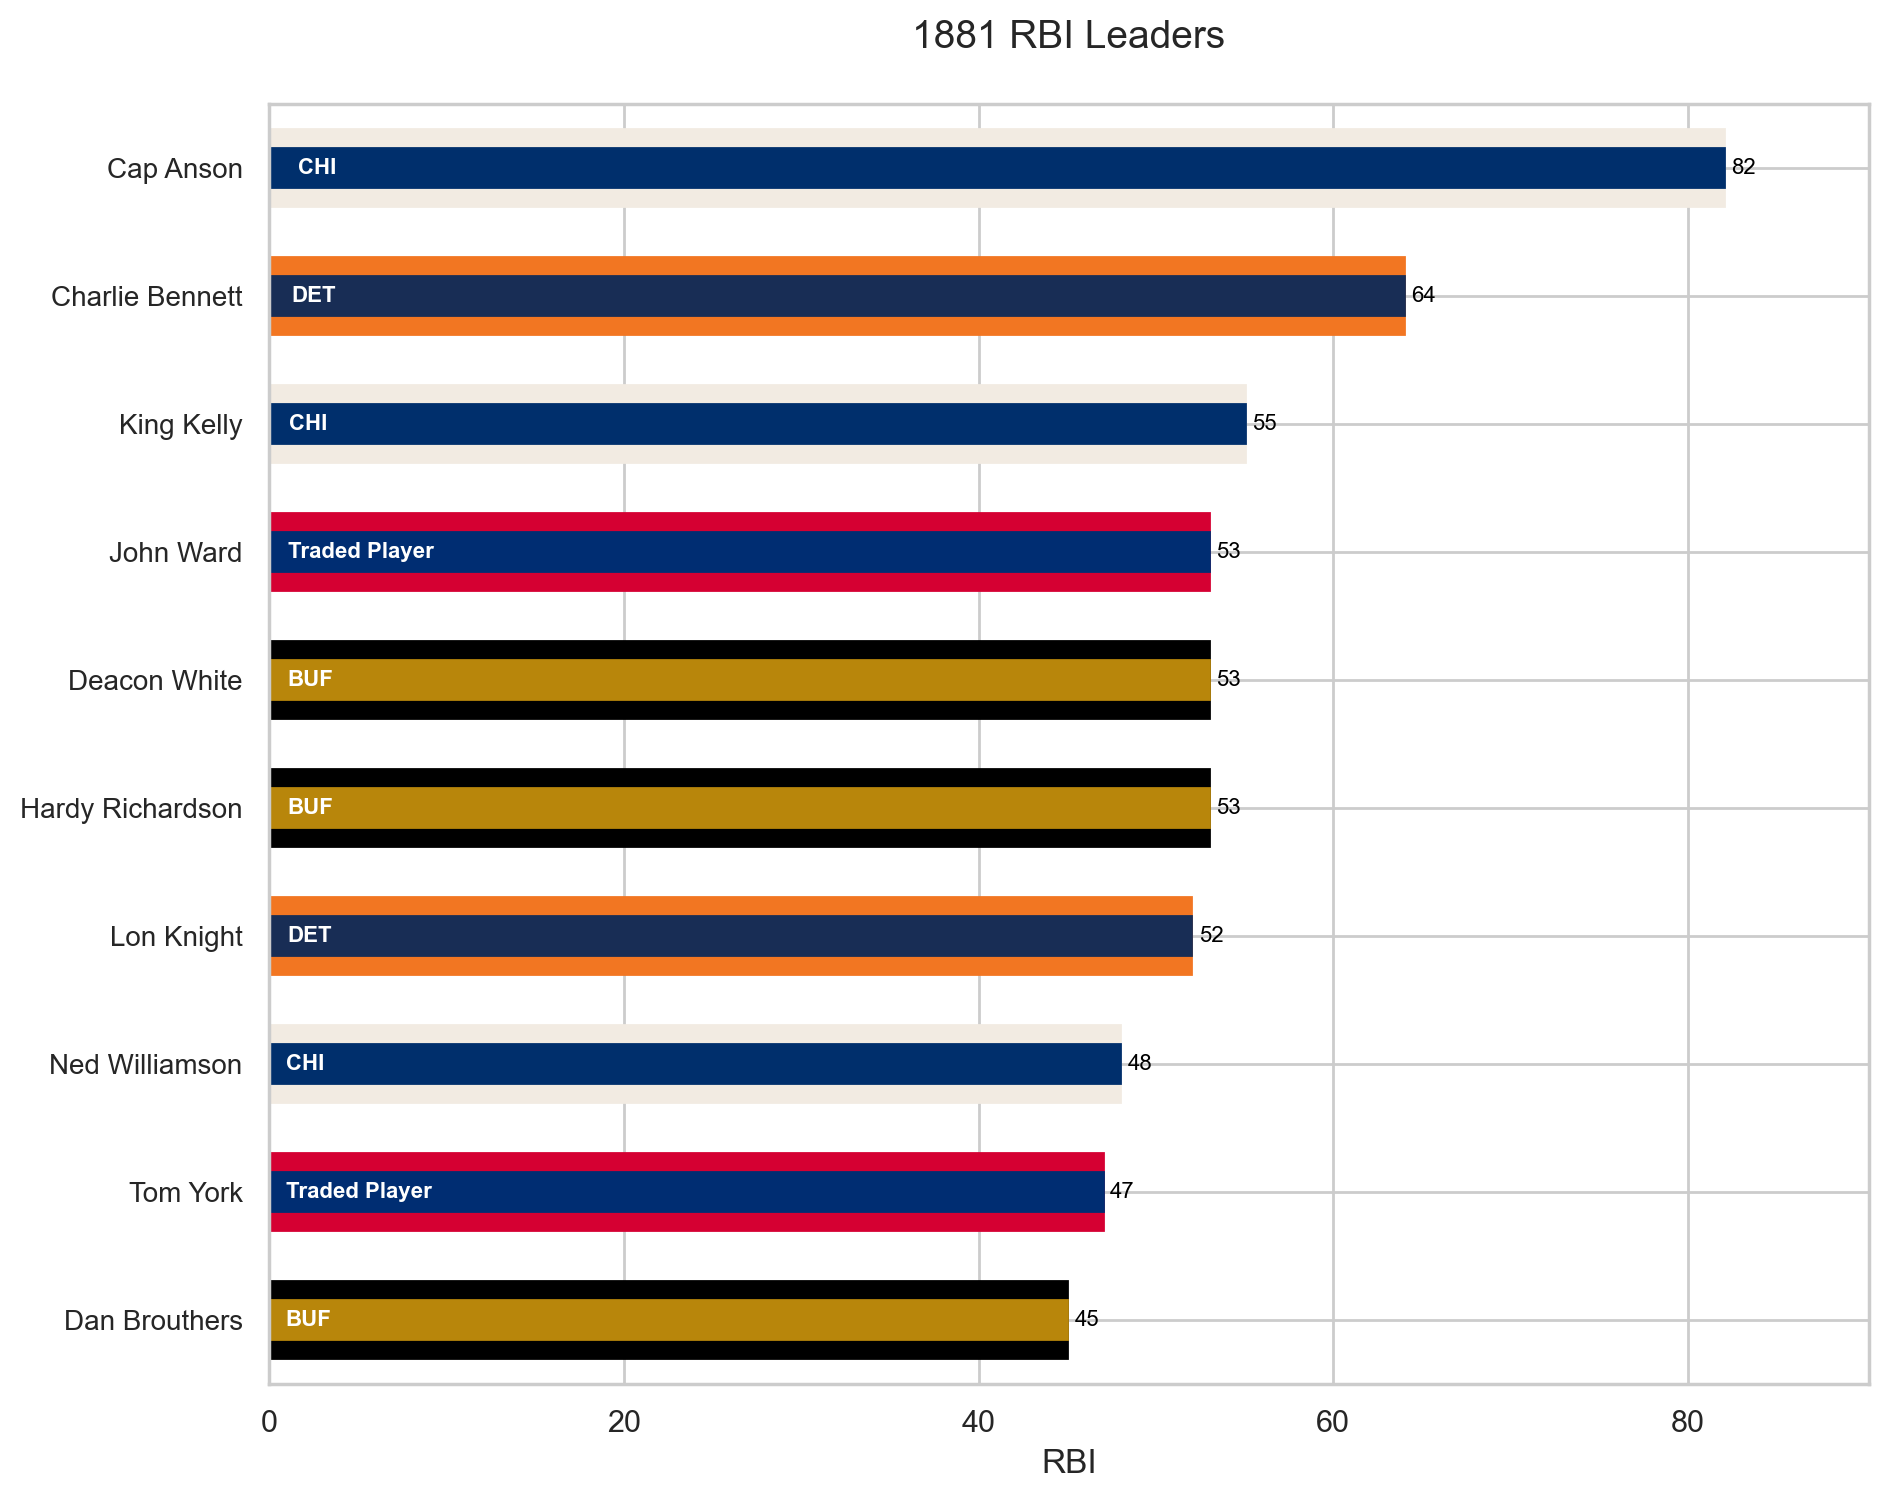 1881 RBI Leaders
Cap Anson CHI 82
Charlie Bennett DET 64
King Kelly CHI 55
John Ward Traded Player 53
Deacon White BUF 53
Hardy Richardson BUF 53
Lon Knight DET 52
Ned Williamson CHI 48
Tom York Traded Player 47
Dan Brouthers BUF 45
0 20 40 60 80
RBI